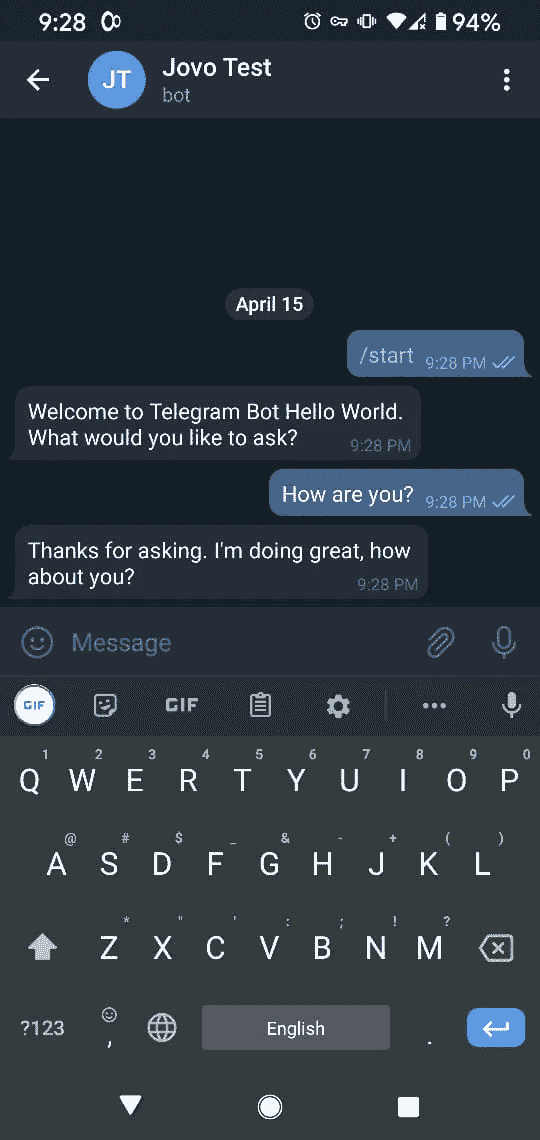 9:28 94%
JT Jovo Test
bot
April 15
/start 9:28 PM
Welcome to Telegram Bot Hello World.
What would you like to ask? 9:28 PM
How are you? 9:28 PM
Thanks for asking. I'm doing great, how
about you? 9:28 PM
Message
GIF GIF
1 2 3 4 5 6 7 8 9 0
Q W E R T Y U I O P
@ # $ _ & - + ( )
A S D F G H J K L
* " ' : ; ! ?
Z X C V B N M
?123 , English .